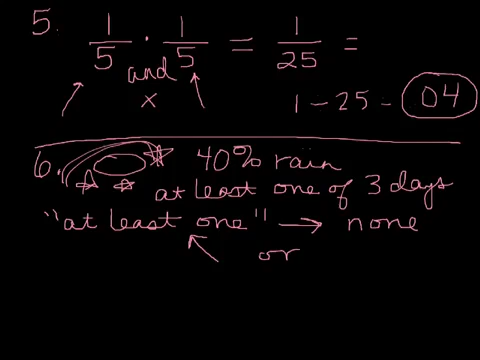 5. 1/5 · 1/5 = 1/25 =
and
x
1 - 25 - 04
6. 40% rain
at least one of 3 days
"at least one" → none
or